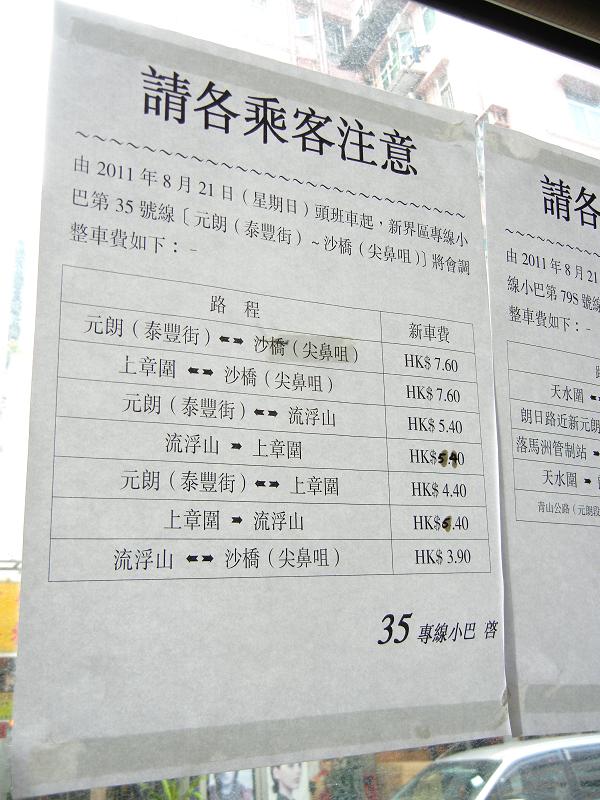 請各乘客注意
~~~~~~~~~~~~~~~~~~~~~~~~~~~~
由 2011 年 8 月 21 日（星期日）頭班車起，新界區專線小
巴第 35 號線〔元朗（泰豐街）~沙橋（尖鼻咀）〕將會調
整車費如下：-
路 程 新車費
元朗（泰豐街）⬅➡ 沙橋（尖鼻咀） HK$ 7.60
上章圍 ⬅➡ 沙橋（尖鼻咀） HK$ 7.60
元朗（泰豐街）⬅➡ 流浮山 HK$ 5.40
流浮山 ➡ 上章圍 HK$5.40
元朗（泰豐街）⬅➡ 上章圍 HK$ 4.40
上章圍 ➡ 流浮山 HK$5.40
流浮山 ⬅➡ 沙橋（尖鼻咀） HK$ 3.90
35 專線小巴 啓
請各
由 2011 年 8 月 21
線小巴第 79S 號線
整車費如下：-
天水圍 ⬅
朗日路近新元朗
落馬洲管制站 ➡
天水圍 ➡
青山公路（元朗段